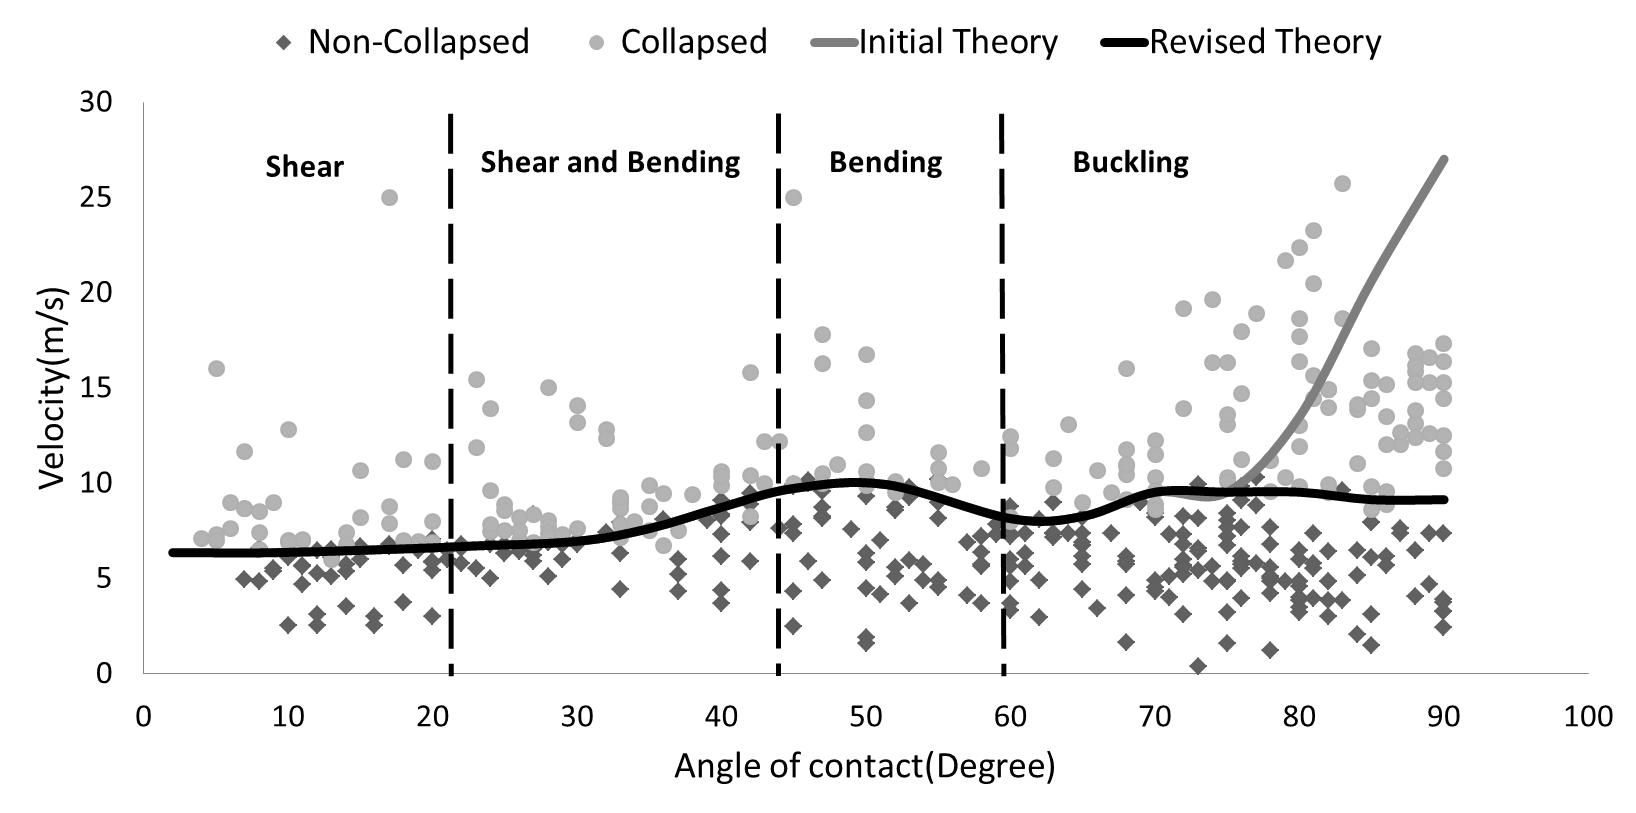 Non-Collapsed Collapsed Initial Theory Revised Theory
30
Shear Shear and Bending Bending Buckling
25
20
15
10
5
0
Velocity(m/s)
0 10 20 30 40 50 60 70 80 90 100
Angle of contact(Degree)